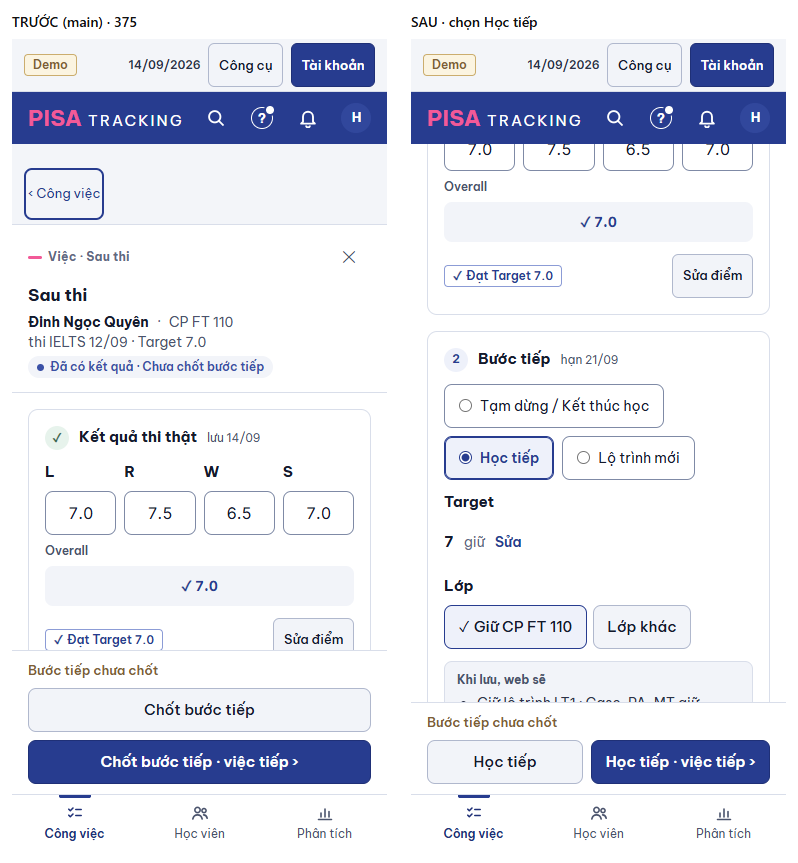 TRƯỚC (main) · 375
Demo
14/09/2026
Công cụ
Tài khoản
PISA TRACKING
?
H
‹ Công việc
Việc · Sau thi
Sau thi
Đinh Ngọc Quyên · CP FT 110
thi IELTS 12/09 · Target 7.0
Đã có kết quả · Chưa chốt bước tiếp
✓ Kết quả thi thật lưu 14/09
L R W S
7.0 7.5 6.5 7.0
Overall
✓ 7.0
✓ Đạt Target 7.0
Sửa điểm
Bước tiếp chưa chốt
Chốt bước tiếp
Chốt bước tiếp · việc tiếp ›
Công việc
Học viên
Phân tích
SAU · chọn Học tiếp
Demo
14/09/2026
Công cụ
Tài khoản
PISA TRACKING
?
H
7.0 7.5 6.5 7.0
Overall
✓ 7.0
✓ Đạt Target 7.0
Sửa điểm
2 Bước tiếp hạn 21/09
Tạm dừng / Kết thúc học
Học tiếp
Lộ trình mới
Target
7 giữ Sửa
Lớp
✓ Giữ CP FT 110
Lớp khác
Khi lưu, web sẽ
Bước tiếp chưa chốt
Học tiếp
Học tiếp · việc tiếp ›
Công việc
Học viên
Phân tích